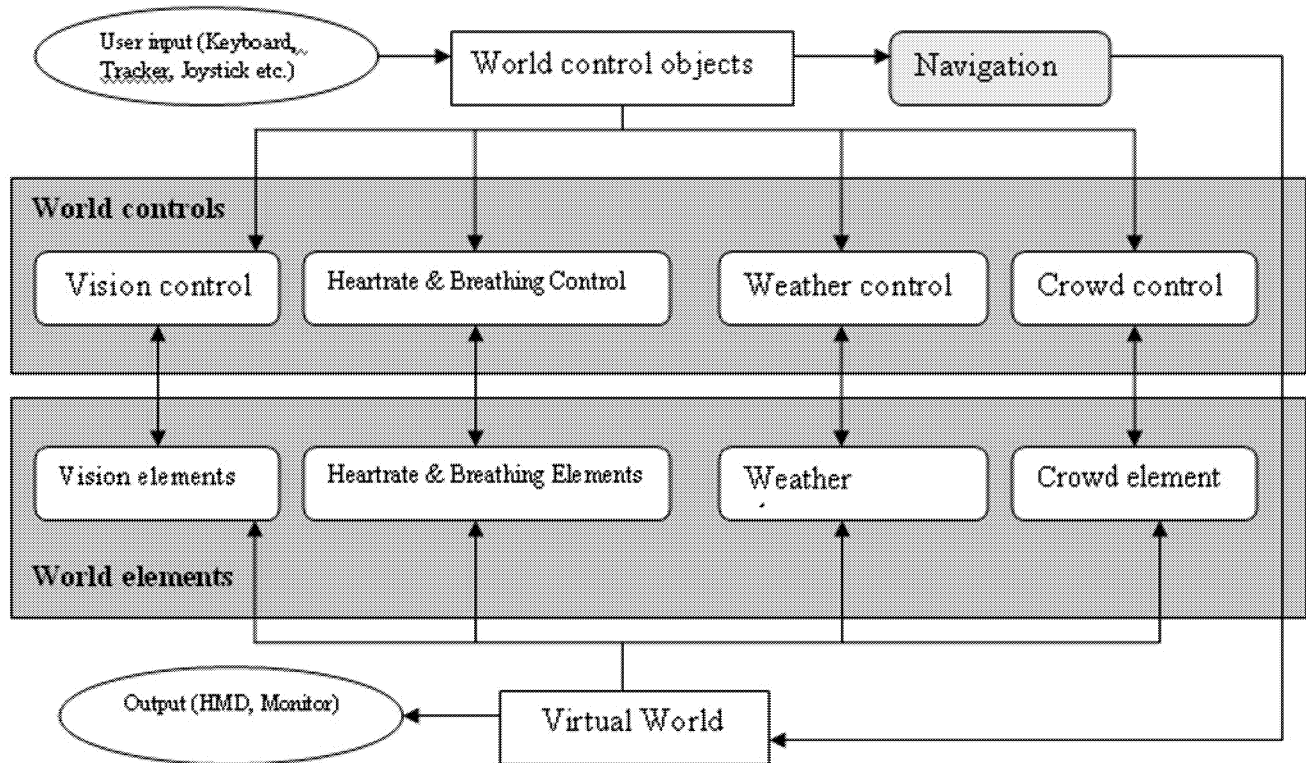 User input (Keyboard,
Tracker, Joystick etc.)
World control objects
Navigation
World controls
Vision control
Heartrate & Breathing Control
Weather control
Crowd control
Vision elements
Heartrate & Breathing Elements
Weather
Crowd element
World elements
Output (HMD, Monitor)
Virtual World